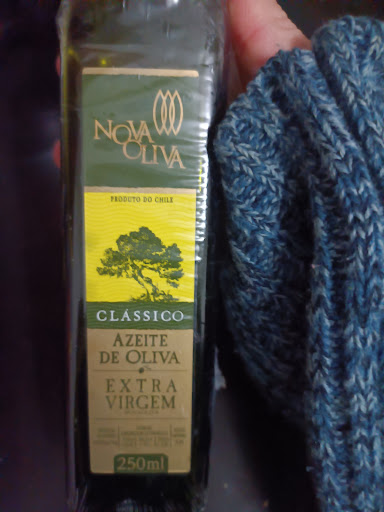 NOVA
OLIVA
PRODUTO DO CHILE
CLÁSSICO
AZEITE
DE OLIVA
EXTRA
VIRGEM
250ml